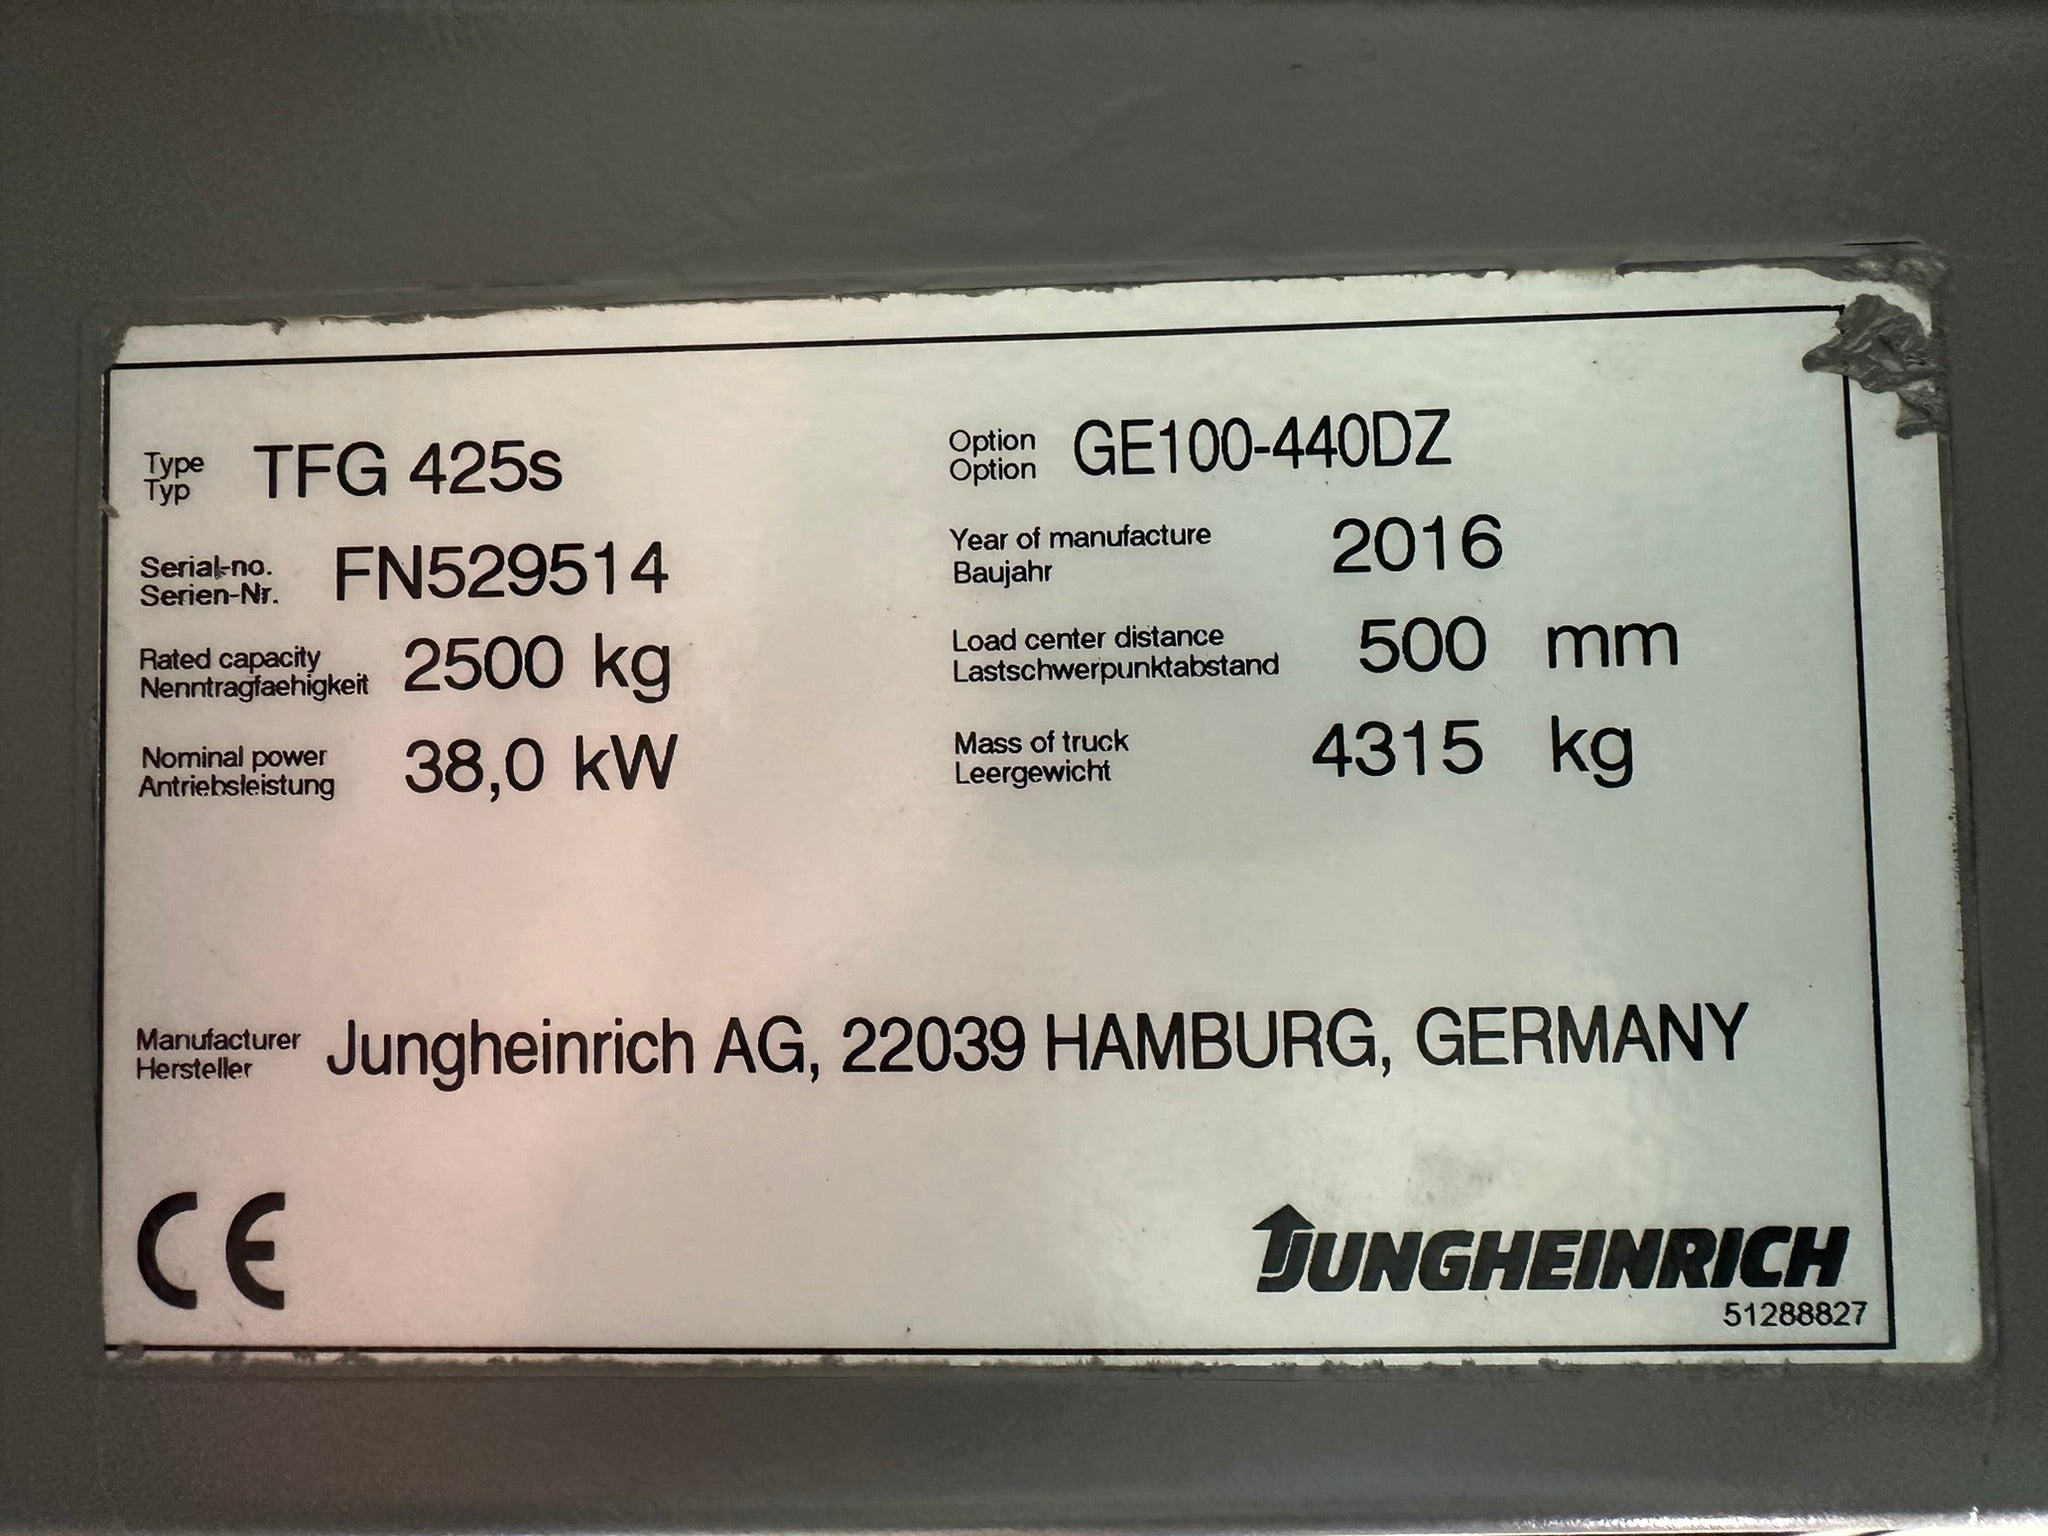 Type TFG 425s Option GE100-440DZ
Typ Option
Serial-no. FN529514 Year of manufacture 2016
Serien-Nr. Baujahr
Rated capacity 2500 kg Load center distance 500 mm
Nenntragfaehigkeit Lastschwerpunktabstand
Nominal power 38,0 kW Mass of truck 4315 kg
Antriebsleistung Leergewicht
Manufacturer Jungheinrich AG, 22039 HAMBURG, GERMANY
Hersteller
CE
JUNGHEINRICH
51288827